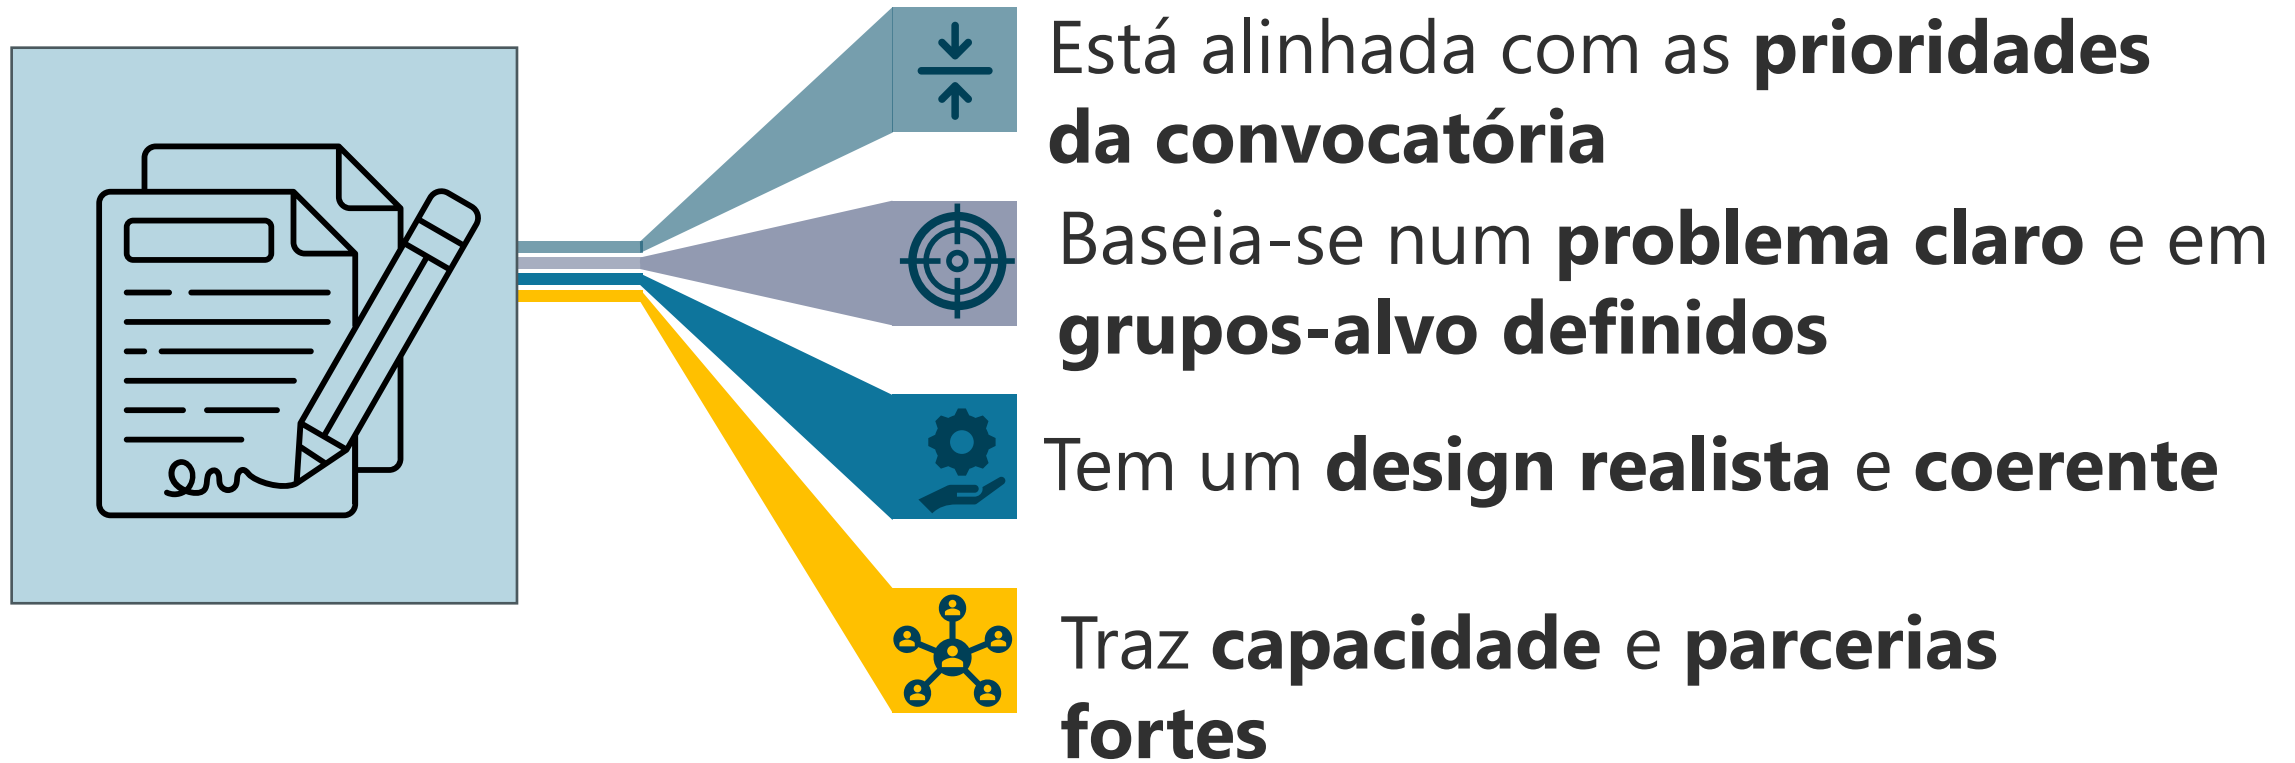 Está alinhada com as prioridades
da convocatória
Baseia-se num problema claro e em
grupos-alvo definidos
Tem um design realista e coerente
Traz capacidade e parcerias
fortes